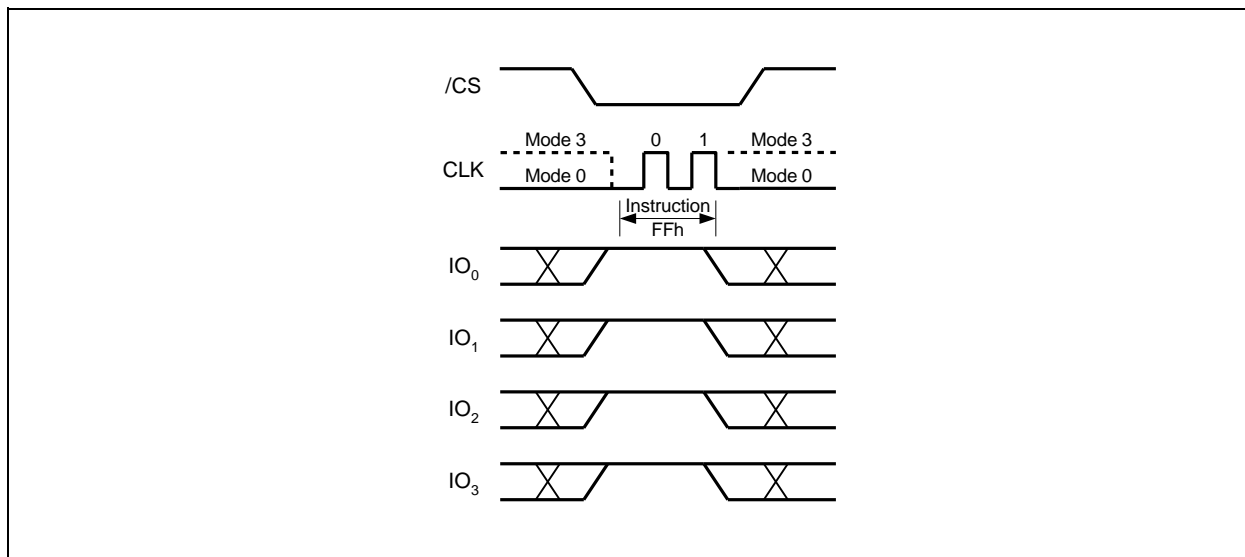 /CS
CLK
Mode 3 0 1 Mode 3
Mode 0 Mode 0
Instruction
FFh
IO0
IO1
IO2
IO3